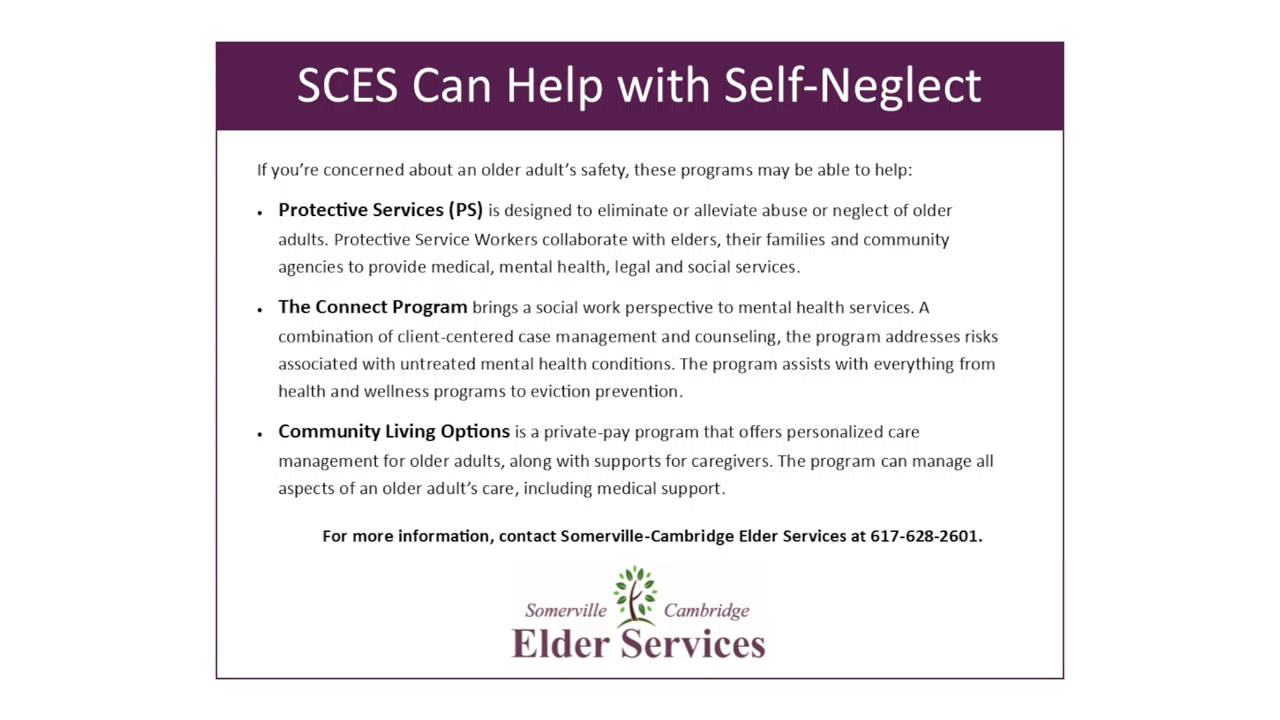 SCES Can Help with Self-Neglect
If you’re concerned about an older adult’s safety, these programs may be able to help:
• Protective Services (PS) is designed to eliminate or alleviate abuse or neglect of older
adults. Protective Service Workers collaborate with elders, their families and community
agencies to provide medical, mental health, legal and social services.
• The Connect Program brings a social work perspective to mental health services. A
combination of client-centered case management and counseling, the program addresses risks
associated with untreated mental health conditions. The program assists with everything from
health and wellness programs to eviction prevention.
• Community Living Options is a private-pay program that offers personalized care
management for older adults, along with supports for caregivers. The program can manage all
aspects of an older adult’s care, including medical support.
For more information, contact Somerville-Cambridge Elder Services at 617-628-2601.
Somerville Cambridge
Elder Services